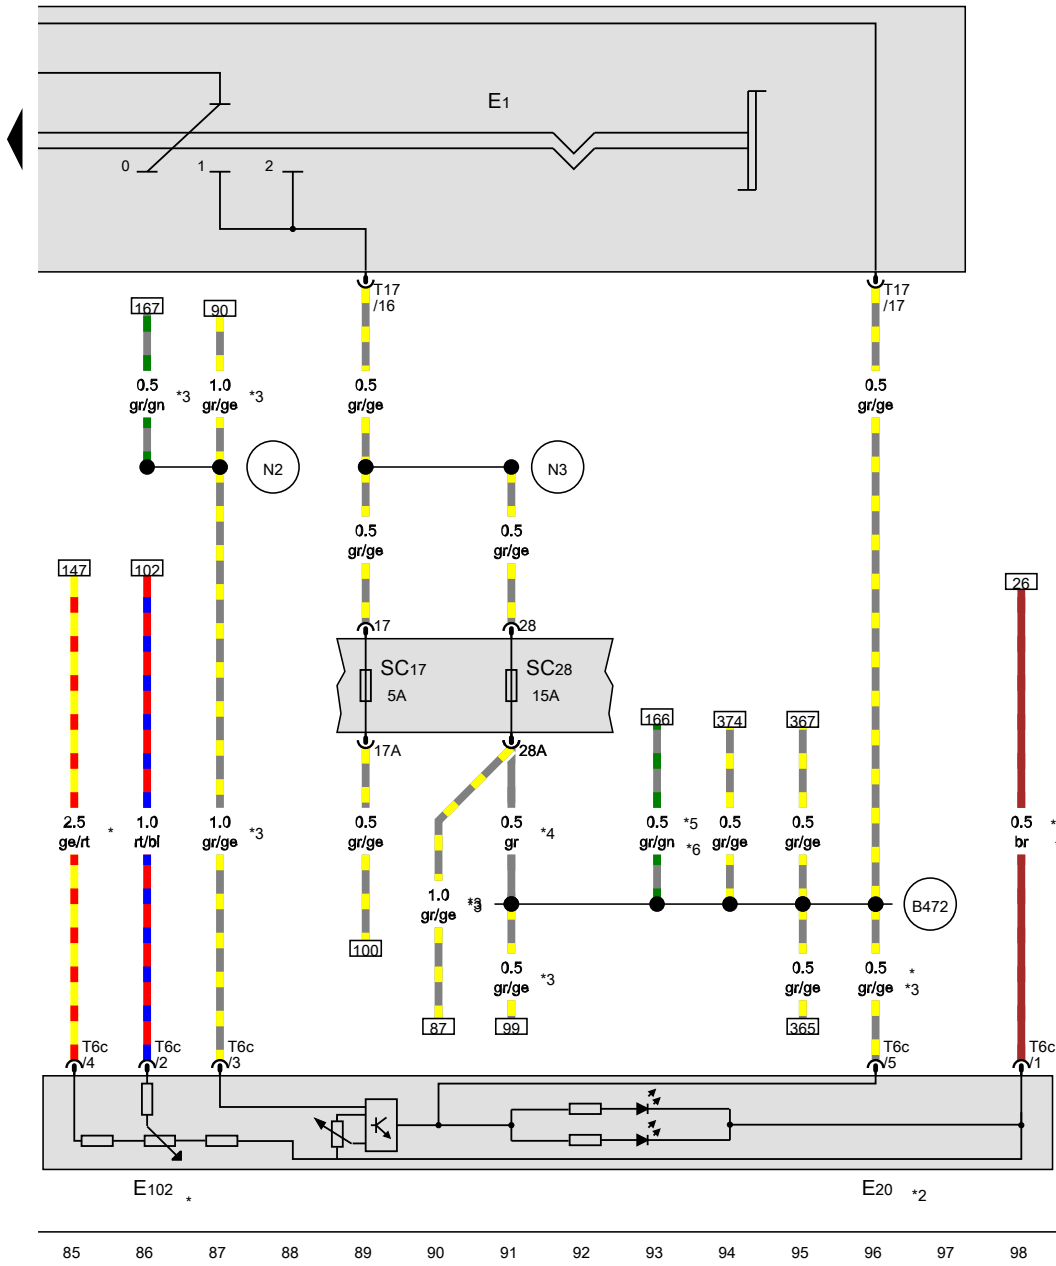 E1
0 1 2
T17
/16
T17
/17
167
90
0.5
gr/gn
*3
1.0
gr/ge
*3
0.5
gr/ge
0.5
gr/ge
N2
N3
0.5
gr/ge
0.5
gr/ge
147
102
26
17
28
SC17
5A
SC28
15A
17A
28A
166
374
367
2.5
ge/rt
*
1.0
rt/bl
1.0
gr/ge
*3
0.5
gr/ge
0.5
gr
*4
0.5
gr/gn
*5
*6
0.5
gr/ge
0.5
gr/ge
0.5
br
*
1.0
gr/ge
*3
B472
100
0.5
gr/ge
*3
0.5
gr/ge
0.5
gr/ge
*
*3
87
99
365
T6c
/4
T6c
/2
T6c
/3
T6c
/5
T6c
/1
E102 *
E20 *2
85 86 87 88 89 90 91 92 93 94 95 96 97 98